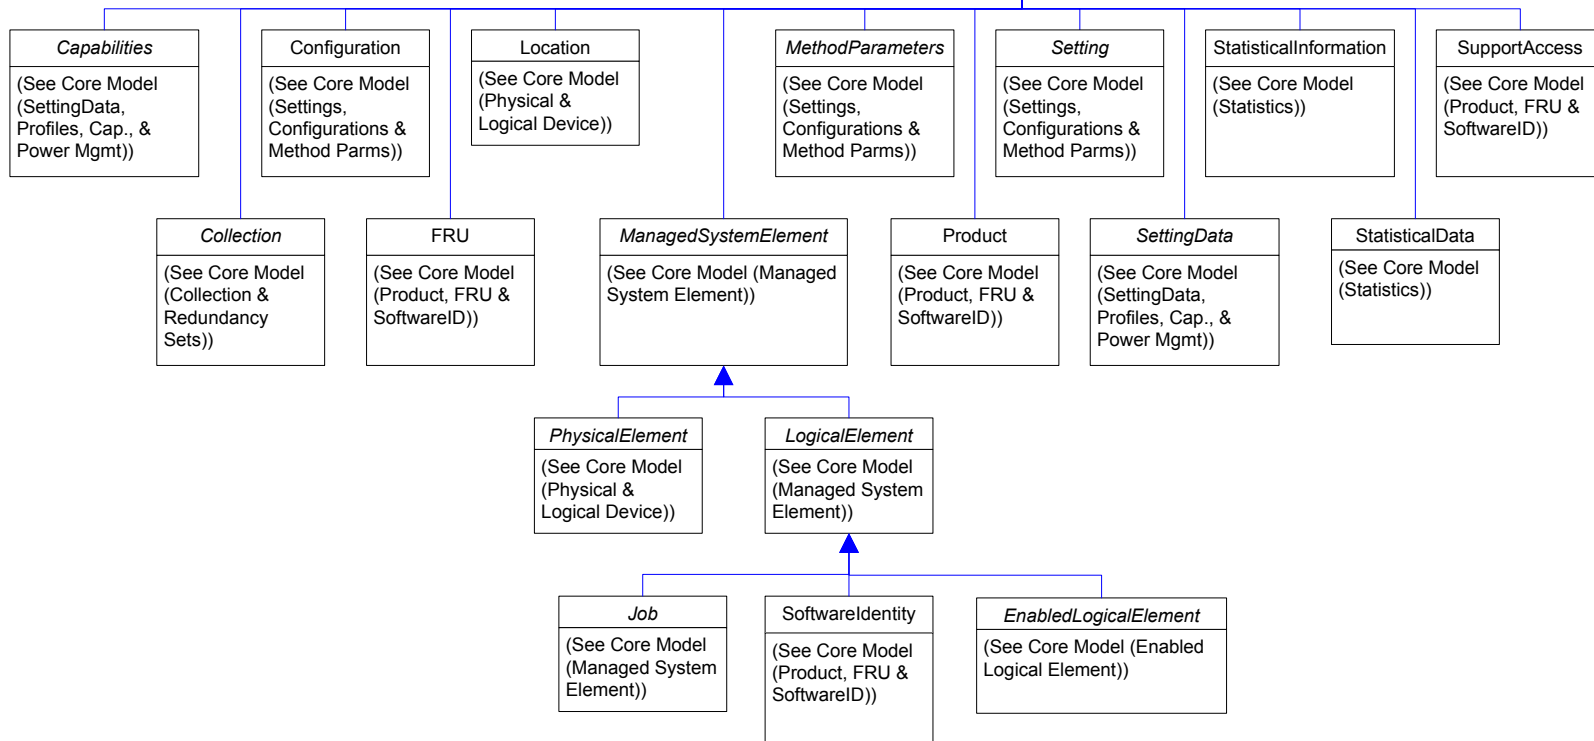 Capabilities
(See Core Model
(SettingData,
Profiles, Cap., &
Power Mgmt))
Configuration
(See Core Model
(Settings,
Configurations &
Method Parms))
Location
(See Core Model
(Physical &
Logical Device))
MethodParameters
(See Core Model
(Settings,
Configurations &
Method Parms))
Setting
(See Core Model
(Settings,
Configurations &
Method Parms))
StatisticalInformation
(See Core Model
(Statistics))
SupportAccess
(See Core Model
(Product, FRU &
SoftwareID))
Collection
(See Core Model
(Collection &
Redundancy
Sets))
FRU
(See Core Model
(Product, FRU &
SoftwareID))
ManagedSystemElement
(See Core Model (Managed
System Element))
Product
(See Core Model
(Product, FRU &
SoftwareID))
SettingData
(See Core Model
(SettingData,
Profiles, Cap., &
Power Mgmt))
StatisticalData
(See Core Model
(Statistics))
PhysicalElement
(See Core Model
(Physical &
Logical Device))
LogicalElement
(See Core Model
(Managed System
Element))
Job
(See Core Model
(Managed System
Element))
SoftwareIdentity
(See Core Model
(Product, FRU &
SoftwareID))
EnabledLogicalElement
(See Core Model (Enabled
Logical Element))